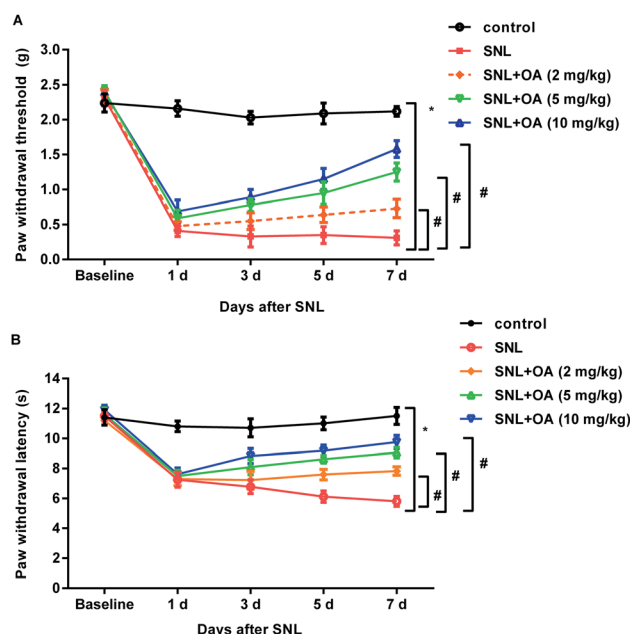 A
control
SNL
SNL+OA (2 mg/kg)
SNL+OA (5 mg/kg)
SNL+OA (10 mg/kg)
Paw withdrawal threshold (g)
3.0
2.5
2.0
1.5
1.0
0.5
0.0
*
#
#
#
Baseline 1 d 3 d 5 d 7 d
Days after SNL
B
control
SNL
SNL+OA (2 mg/kg)
SNL+OA (5 mg/kg)
SNL+OA (10 mg/kg)
Paw withdrawal latency (s)
14
12
10
8
6
4
2
0
*
#
#
#
Baseline 1 d 3 d 5 d 7 d
Days after SNL